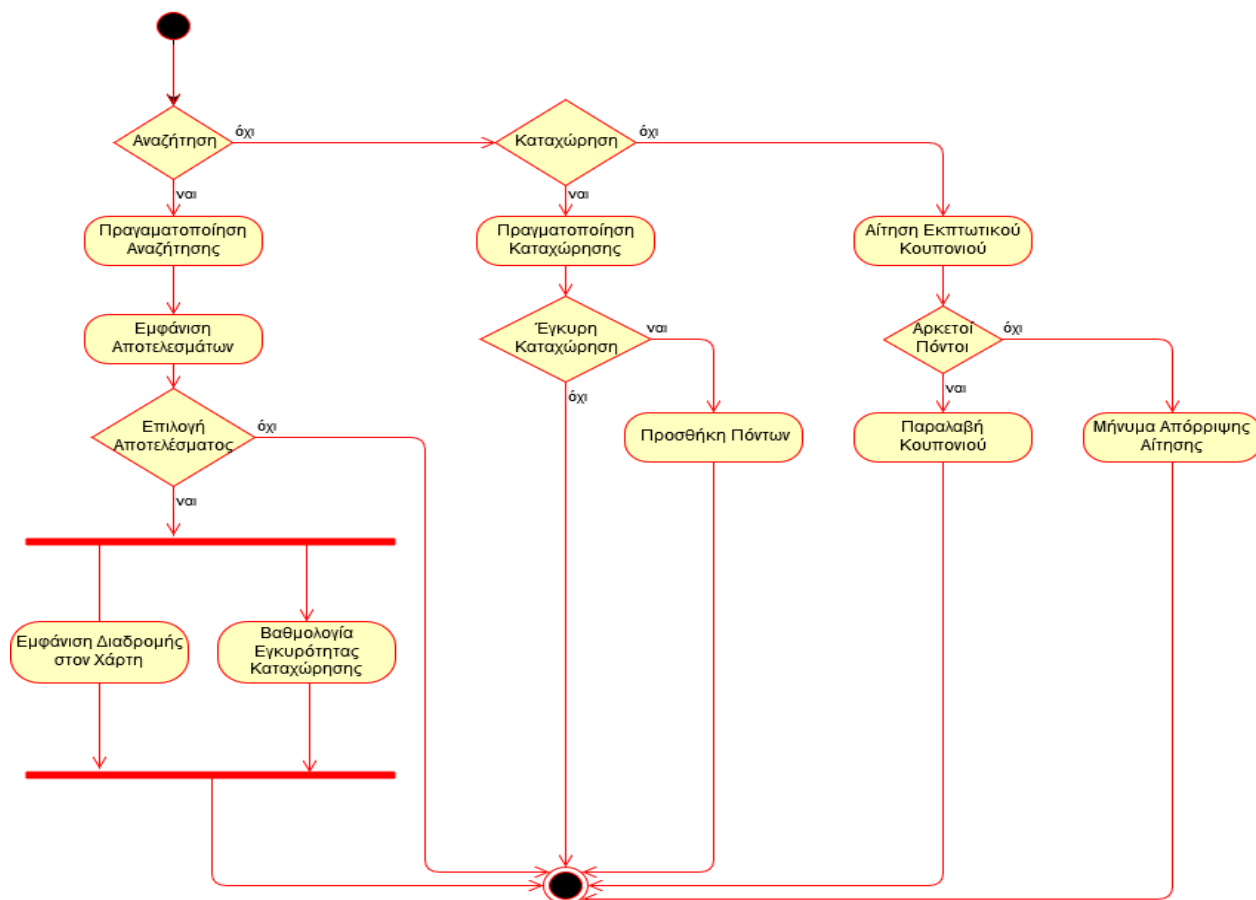 Αναζήτηση
όχι
Καταχώρηση
όχι
ναι
ναι
Πραγαματοποίηση
Αναζήτησης
Πραγματοποίηση
Καταχώρησης
Αίτηση Εκπτωτικού
Κουπονιού
Εμφάνιση
Αποτελεσμάτων
Έγκυρη
Καταχώρηση
ναι
όχι
Αρκετοί
Πόντοι
όχι
ναι
Επιλογή
Αποτελέσματος
όχι
ναι
Προσθήκη Πόντων
Παραλαβή
Κουπονιού
Μήνυμα Απόρριψης
Αίτησης
Εμφάνιση Διαδρομής
στον Χάρτη
Βαθμολογία
Εγκυρότητας
Καταχώρησης